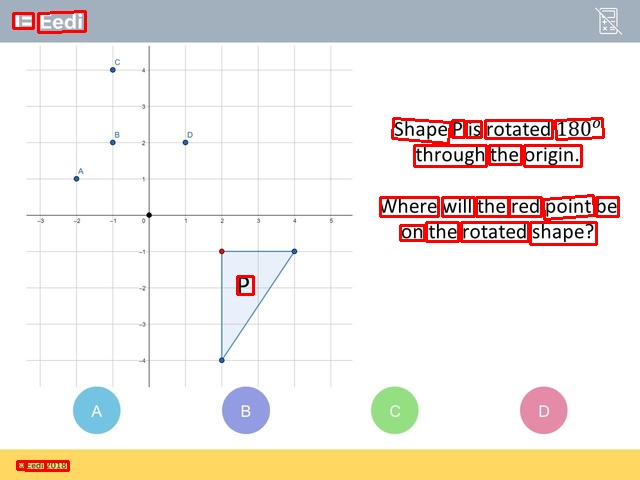 Eedi
Shape P is rotated 180°
through the origin.
Where will the red point be
on the rotated shape?
C
B
D
A
P
4
3
2
1
−3 −2 −1 0 1 2 3 4 5
−1
−2
−3
−4
A B C D
© Eedi 2018